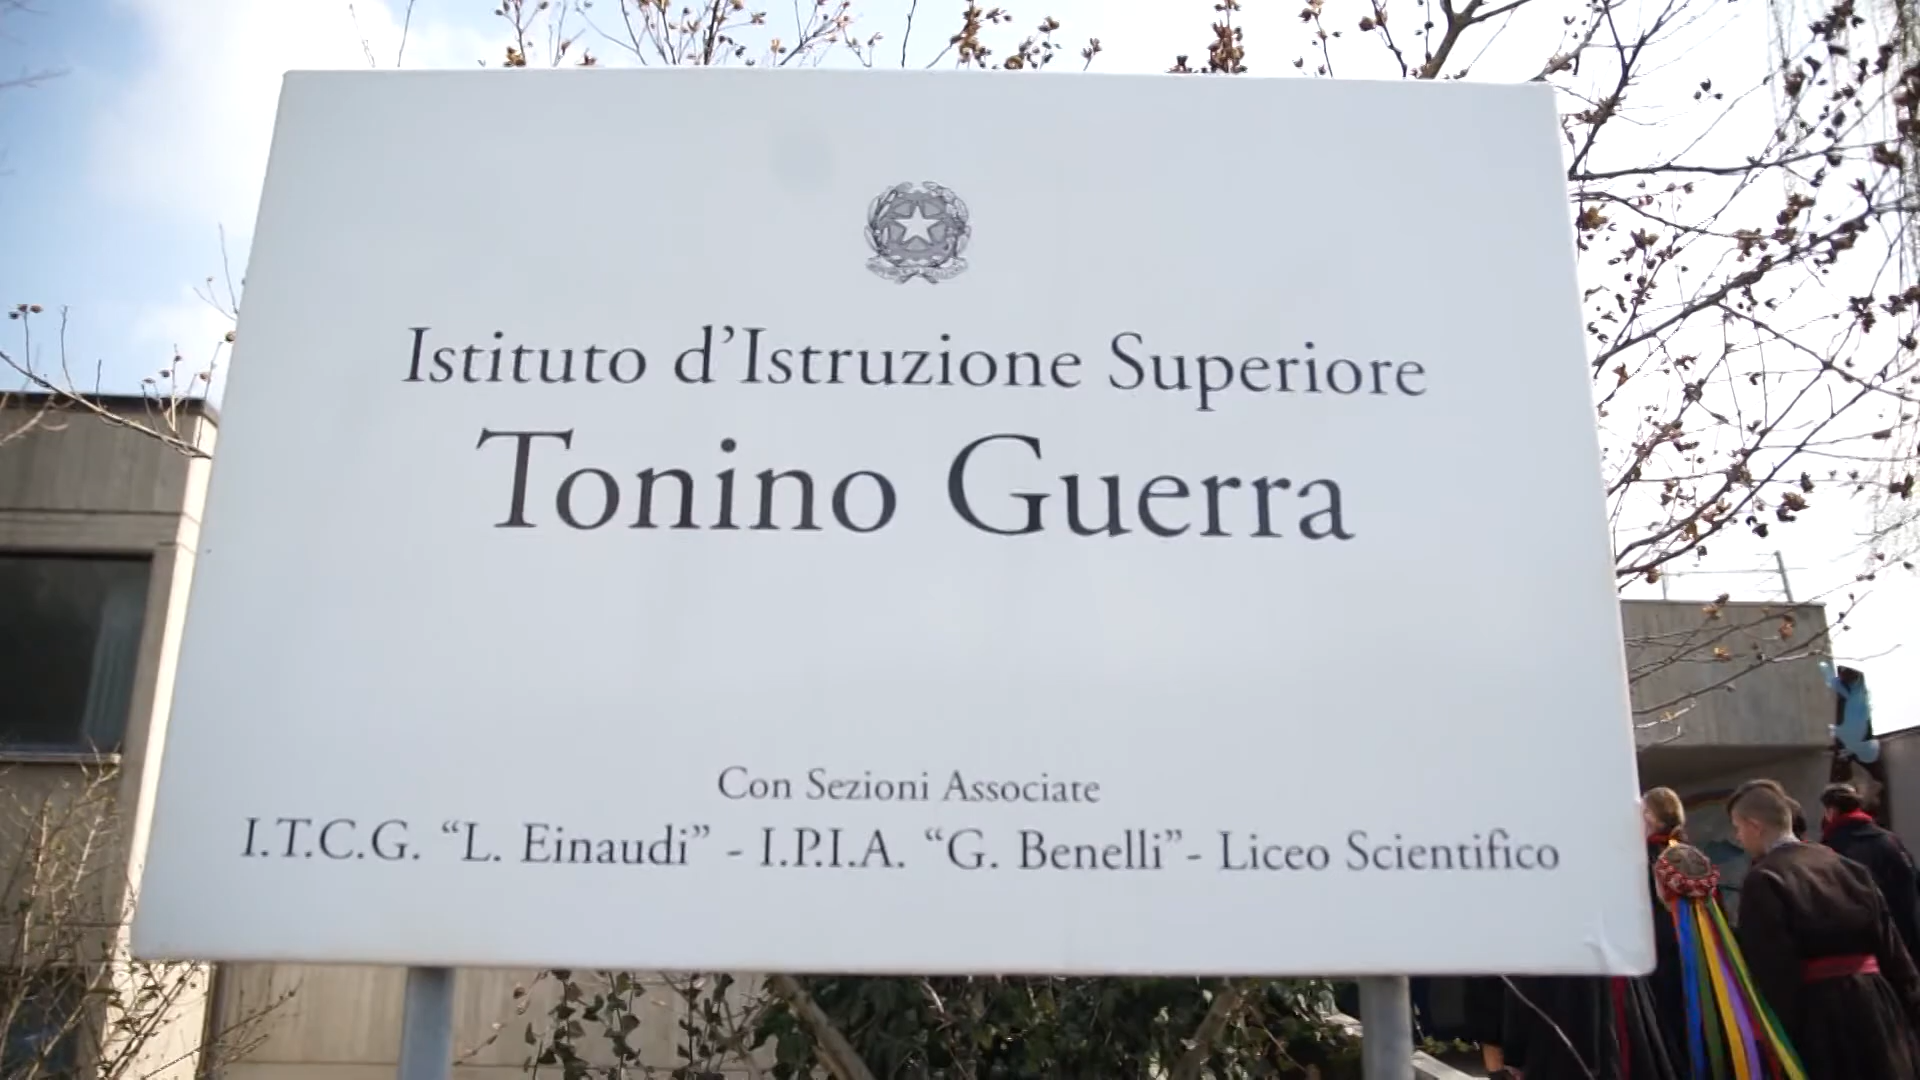 Istituto d'Istruzione Superiore
Tonino Guerra
Con Sezioni Associate
I.T.C.G. “L. Einaudi” - I.P.I.A. “G. Benelli”- Liceo Scientifico